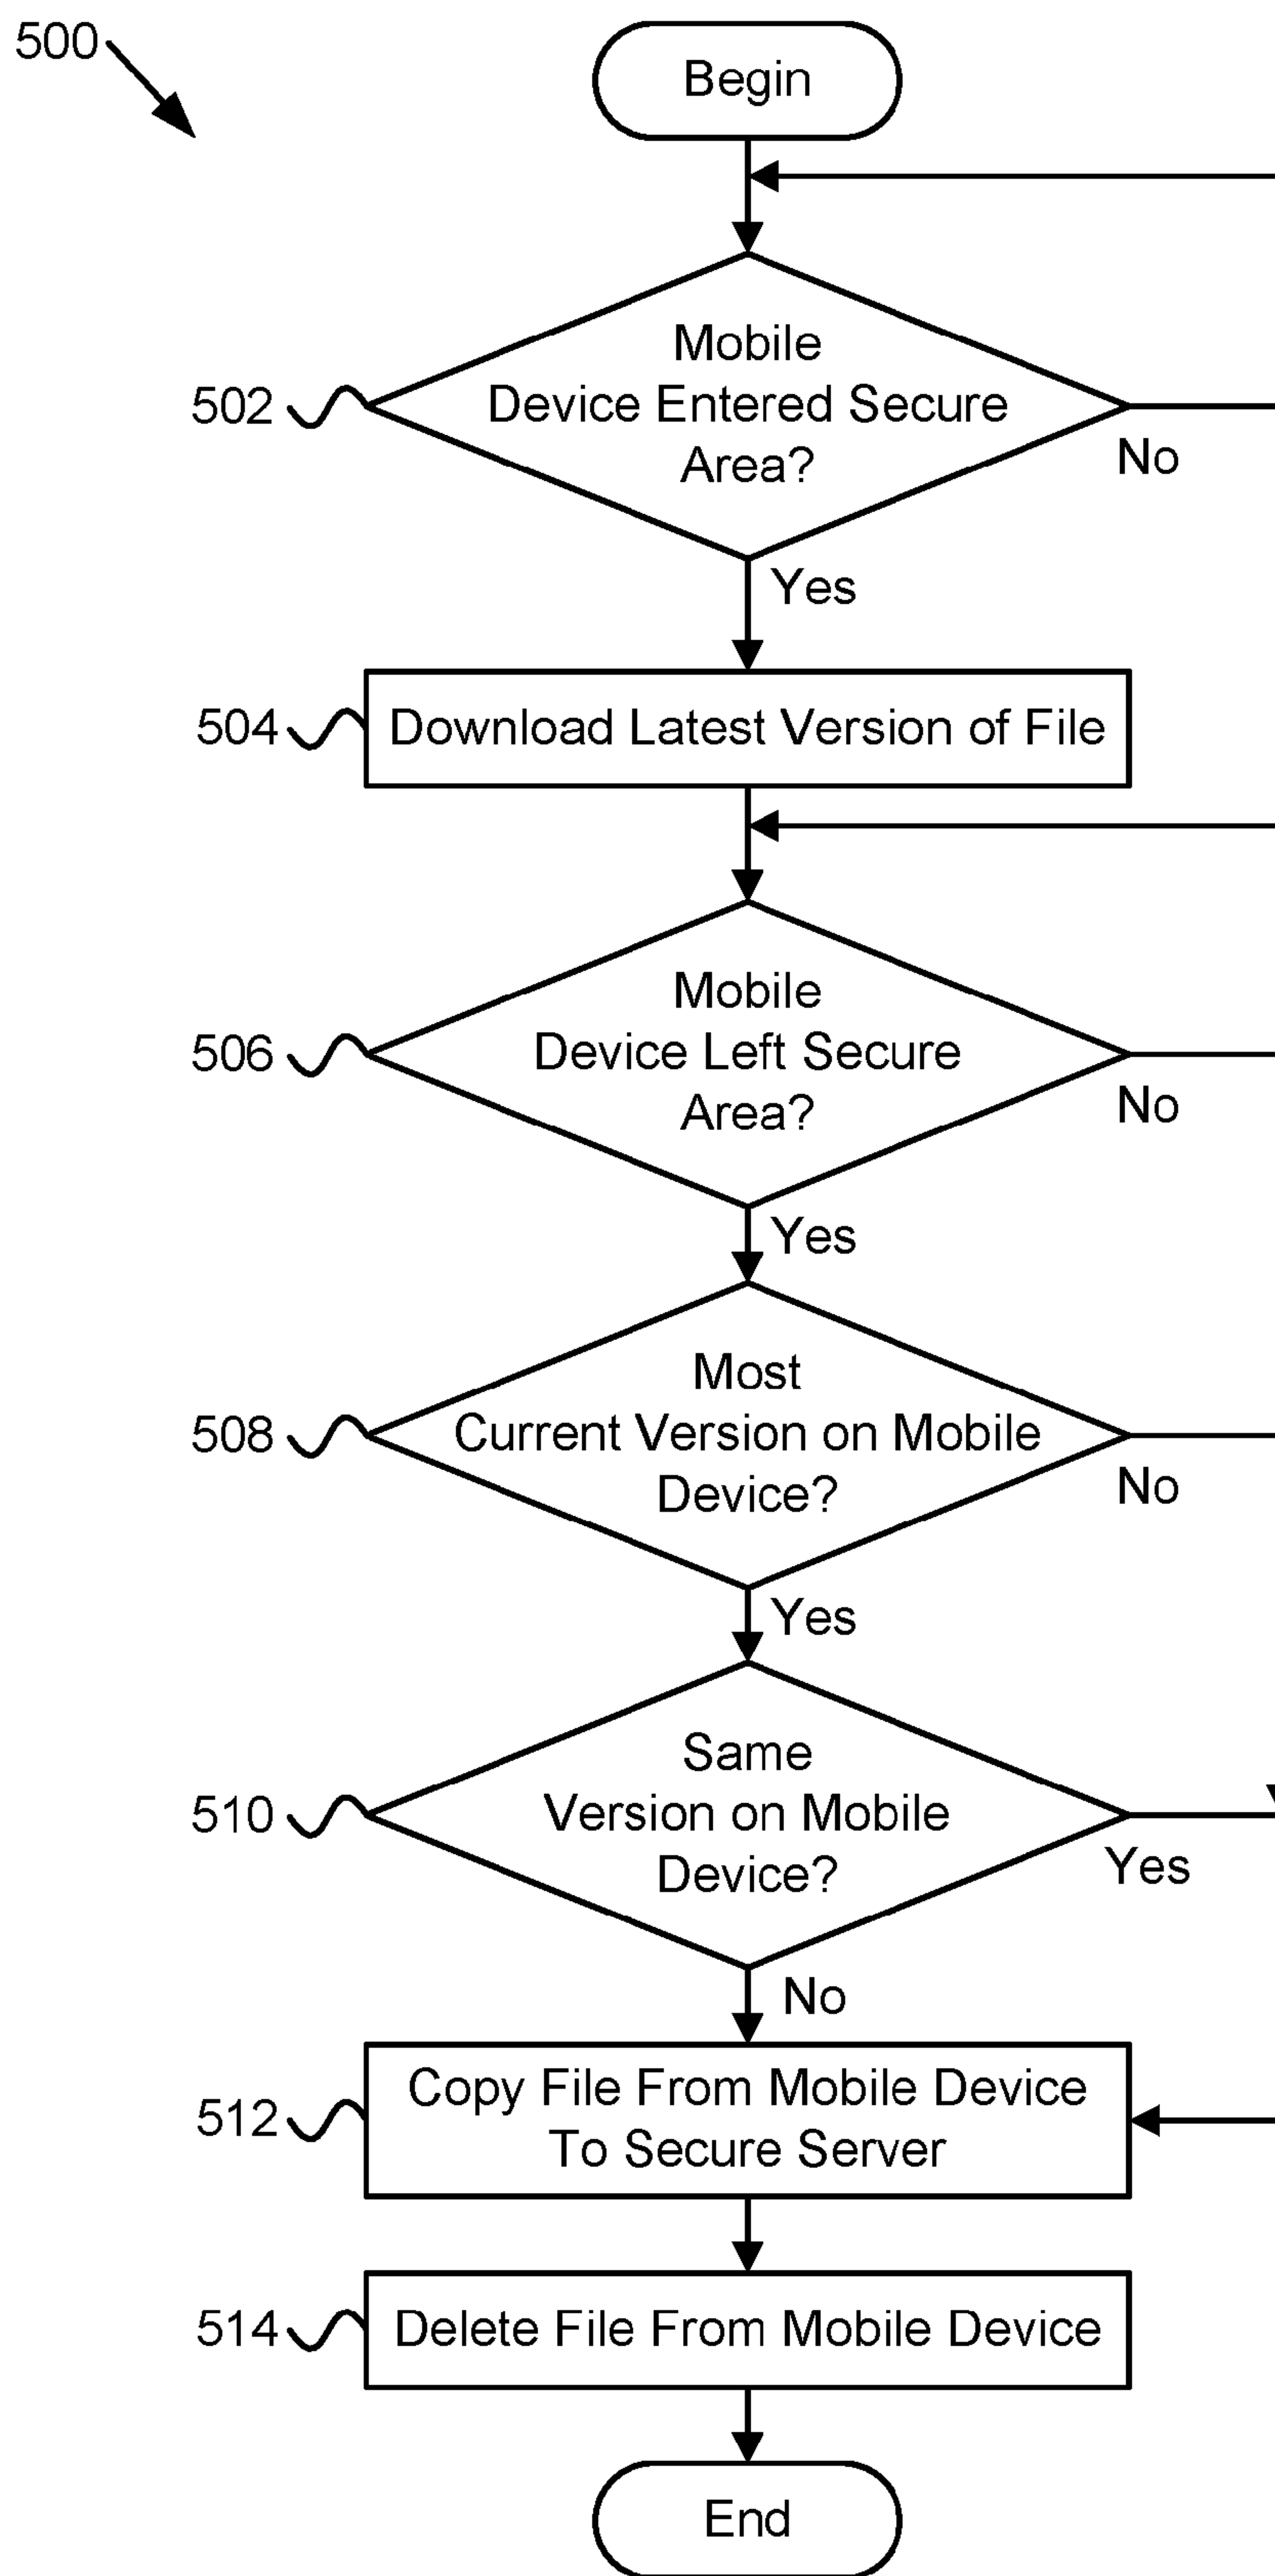 500
Begin
502
Mobile
Device Entered Secure
Area?
No
Yes
504
Download Latest Version of File
506
Mobile
Device Left Secure
Area?
No
Yes
508
Most
Current Version on Mobile
Device?
No
Yes
510
Same
Version on Mobile
Device?
Yes
No
512
Copy File From Mobile Device
To Secure Server
514
Delete File From Mobile Device
End